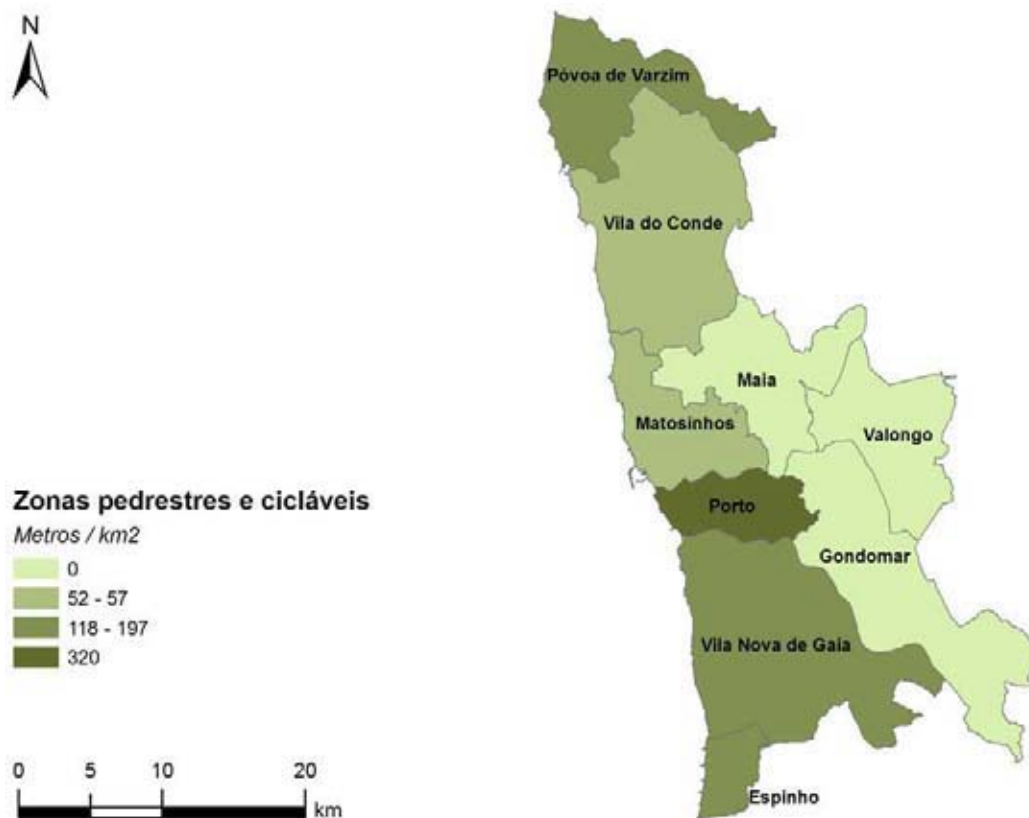 N
Póvoa de Varzim
Vila do Conde
Maia
Matosinhos
Valongo
Porto
Gondomar
Vila Nova de Gaia
Espinho
Zonas pedrestres e cicláveis
Metros / km2
0
52 - 57
118 - 197
320
0 5 10 20
km